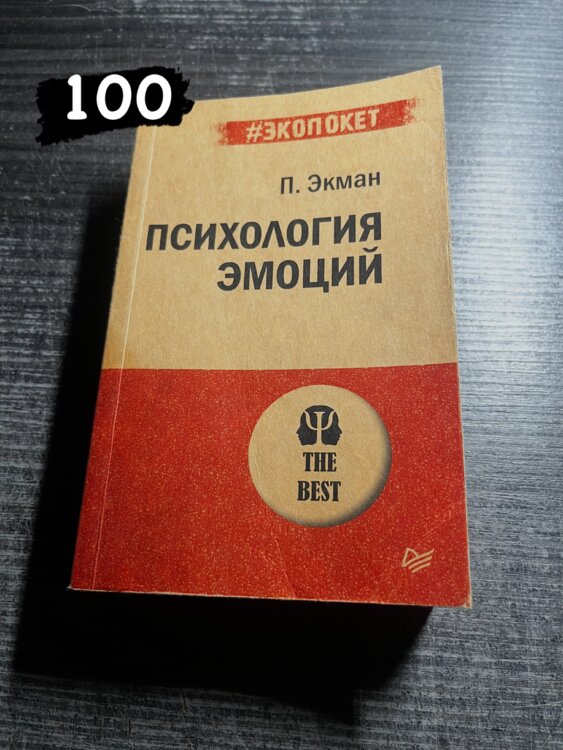 100
#ЭКОПОКЕТ
П. Экман
ПСИХОЛОГИЯ
ЭМОЦИЙ
THE
BEST